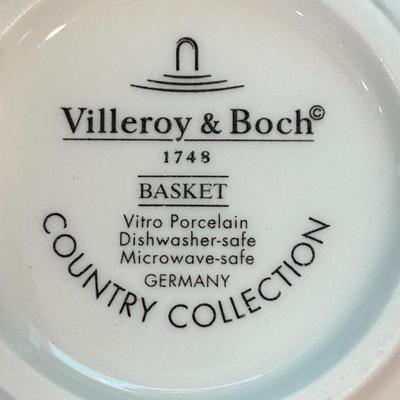 Villeroy & Boch©
1748
BASKET
Vitro Porcelain
Dishwasher-safe
Microwave-safe
GERMANY
COUNTRY COLLECTION